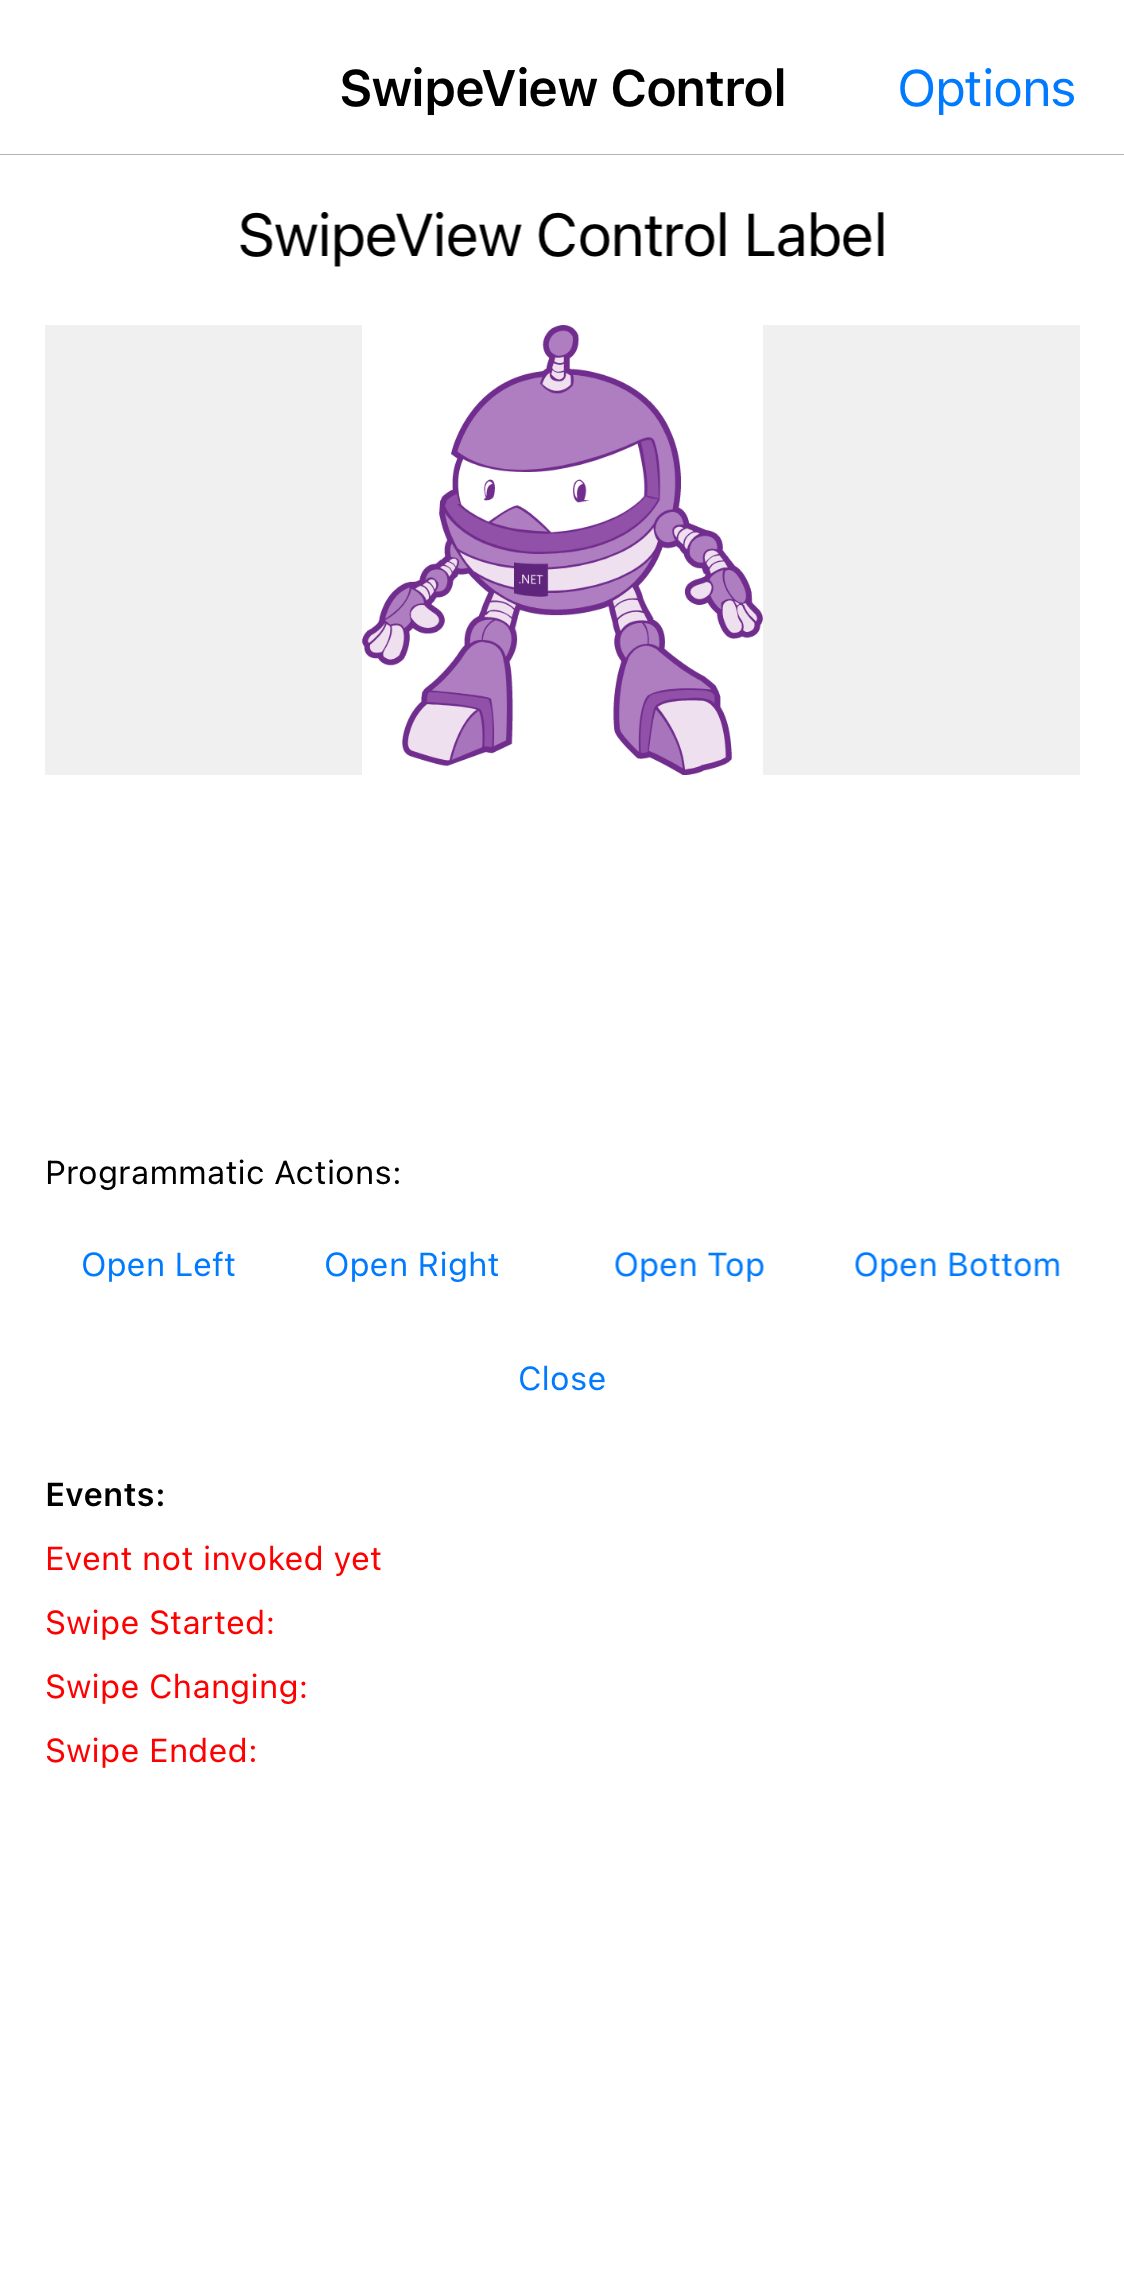 SwipeView Control Options
SwipeView Control Label
.NET
Programmatic Actions:
Open Left Open Right Open Top Open Bottom
Close
Events:
Event not invoked yet
Swipe Started:
Swipe Changing:
Swipe Ended: